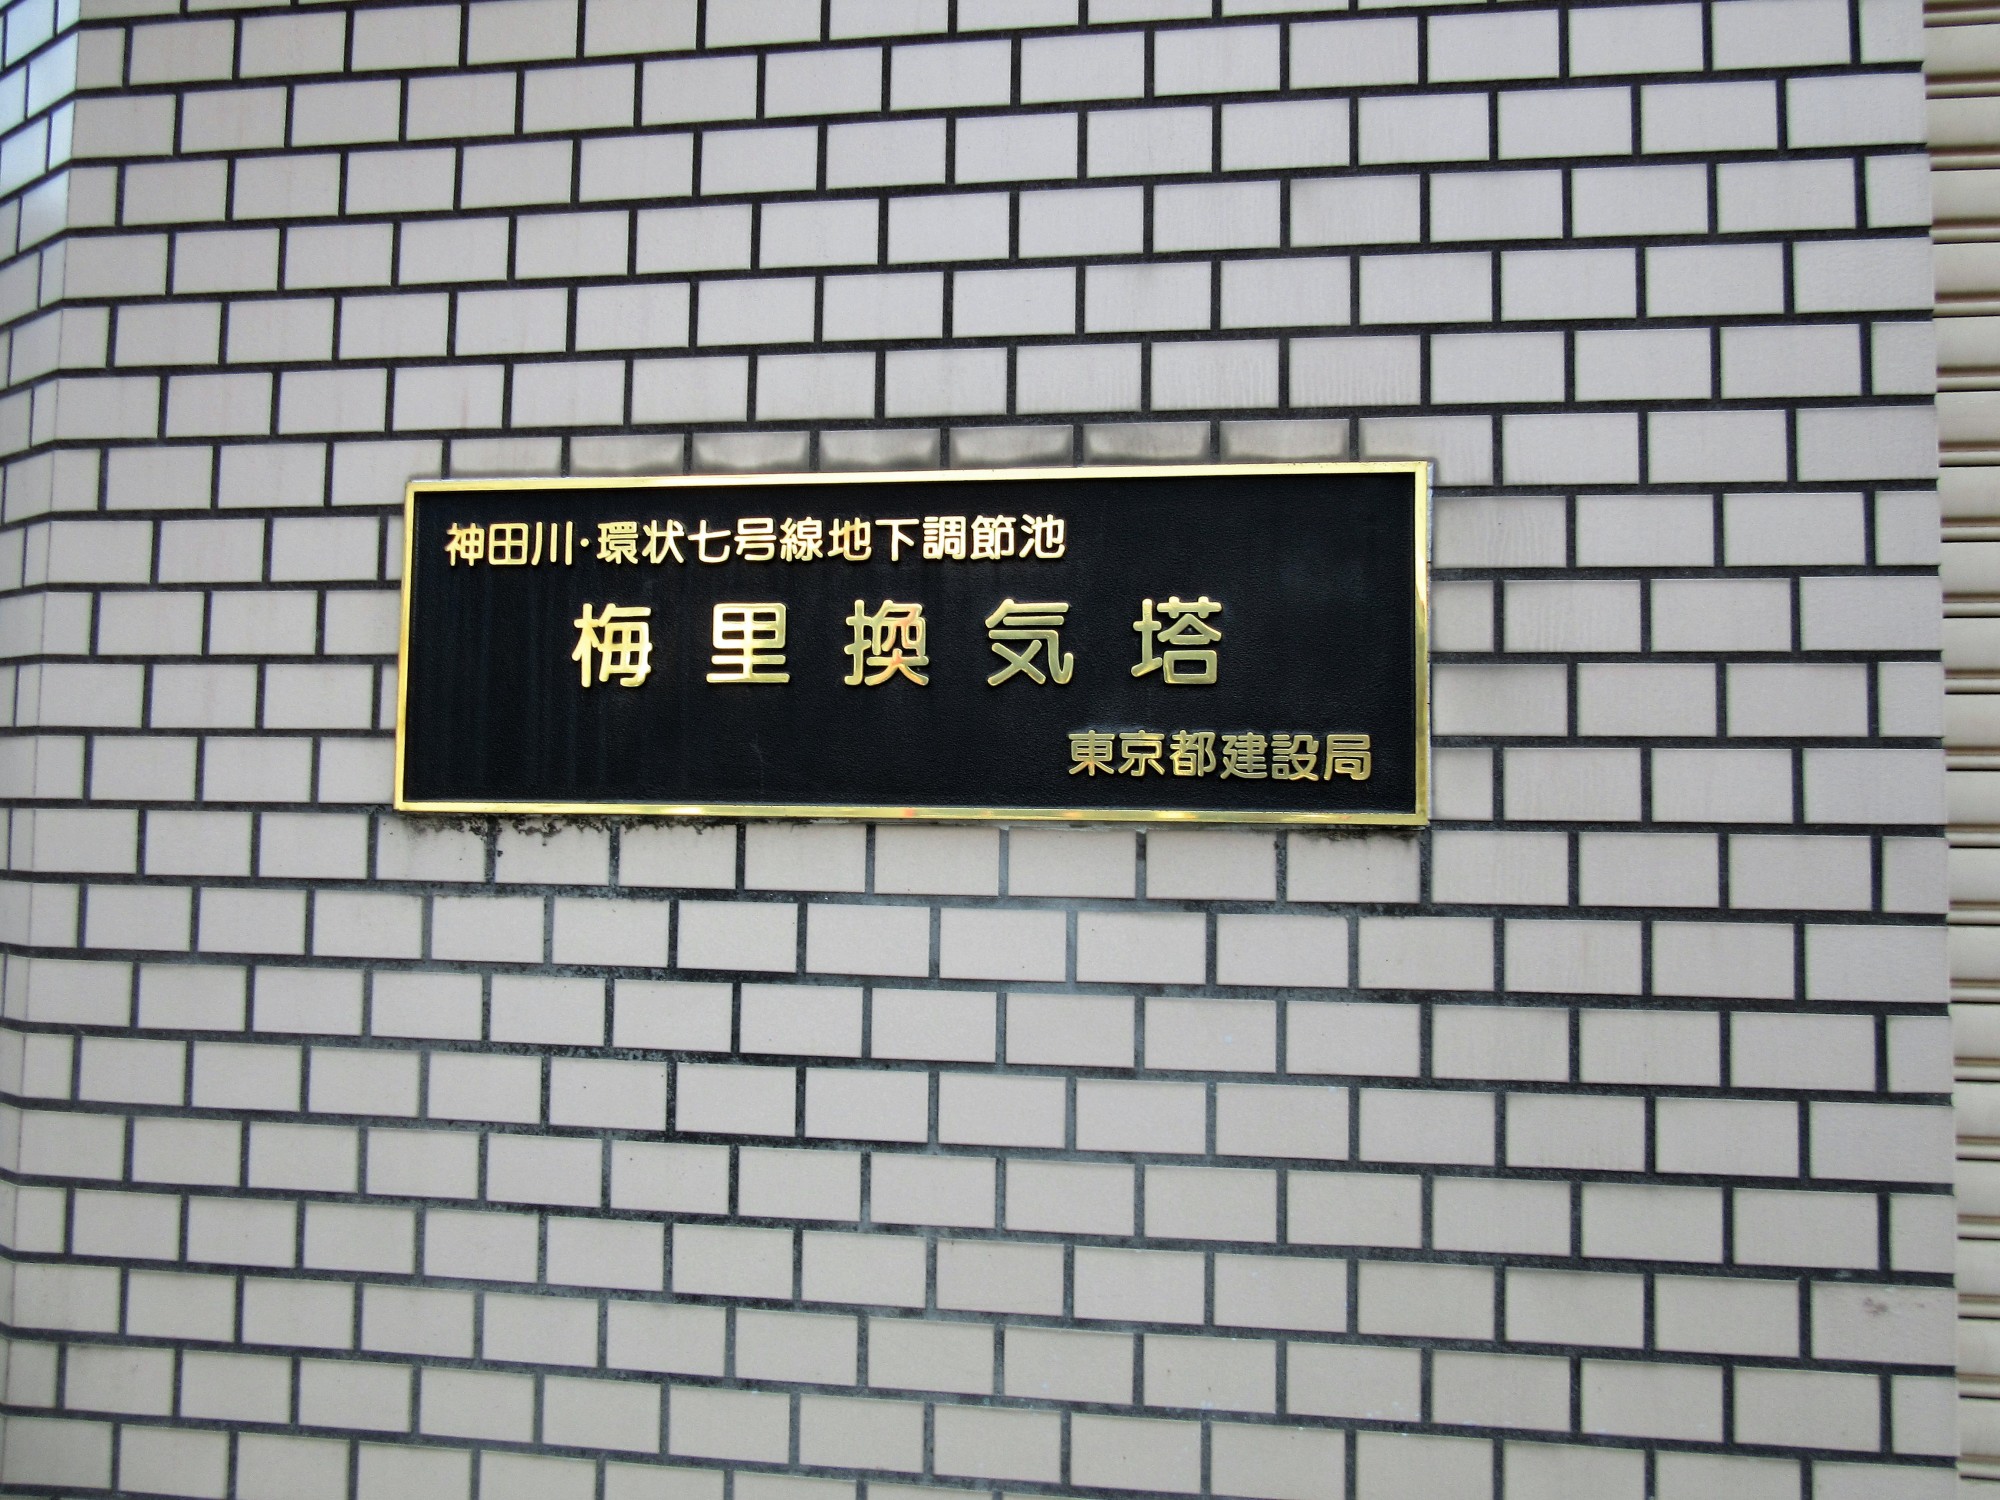 神田川・環状七号線地下調節池
梅里換気塔
東京都建設局